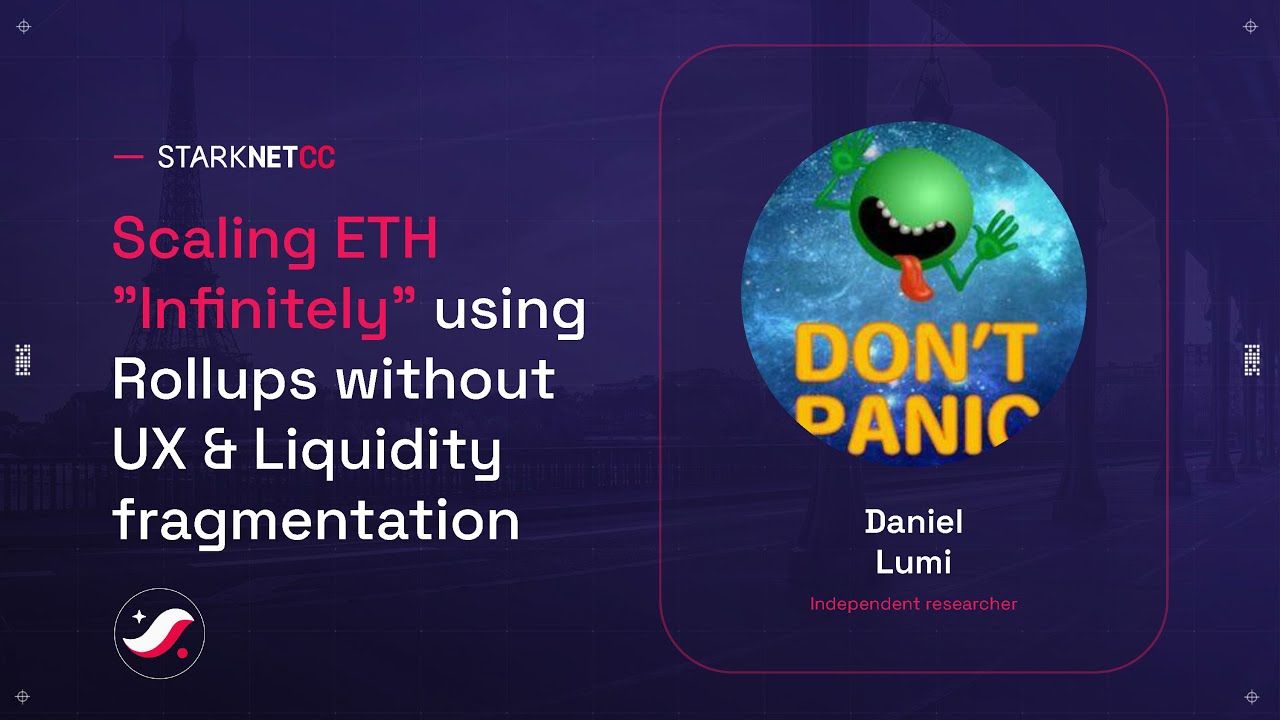 — STARKNETCC
Scaling ETH
”Infinitely” using
Rollups without
UX & Liquidity
fragmentation
DON'T
PANIC
Daniel
Lumi
Independent researcher